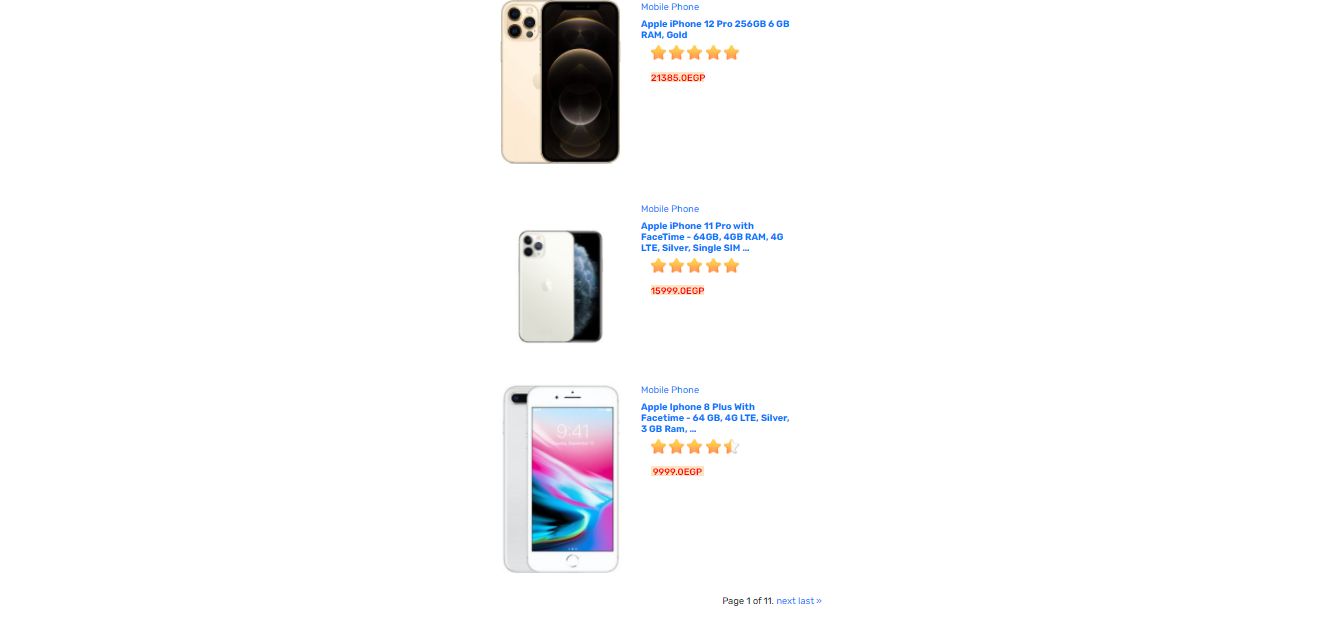 Mobile Phone
Apple iPhone 12 Pro 256GB 6 GB
RAM, Gold
21385.0EGP
Mobile Phone
Apple iPhone 11 Pro with
FaceTime - 64GB, 4GB RAM, 4G
LTE, Silver, Single SIM ...
15999.0EGP
Mobile Phone
Apple Iphone 8 Plus With
Facetime - 64 GB, 4G LTE, Silver,
3 GB Ram, ...
9:41
9999.0EGP
Page 1 of 11. next last »